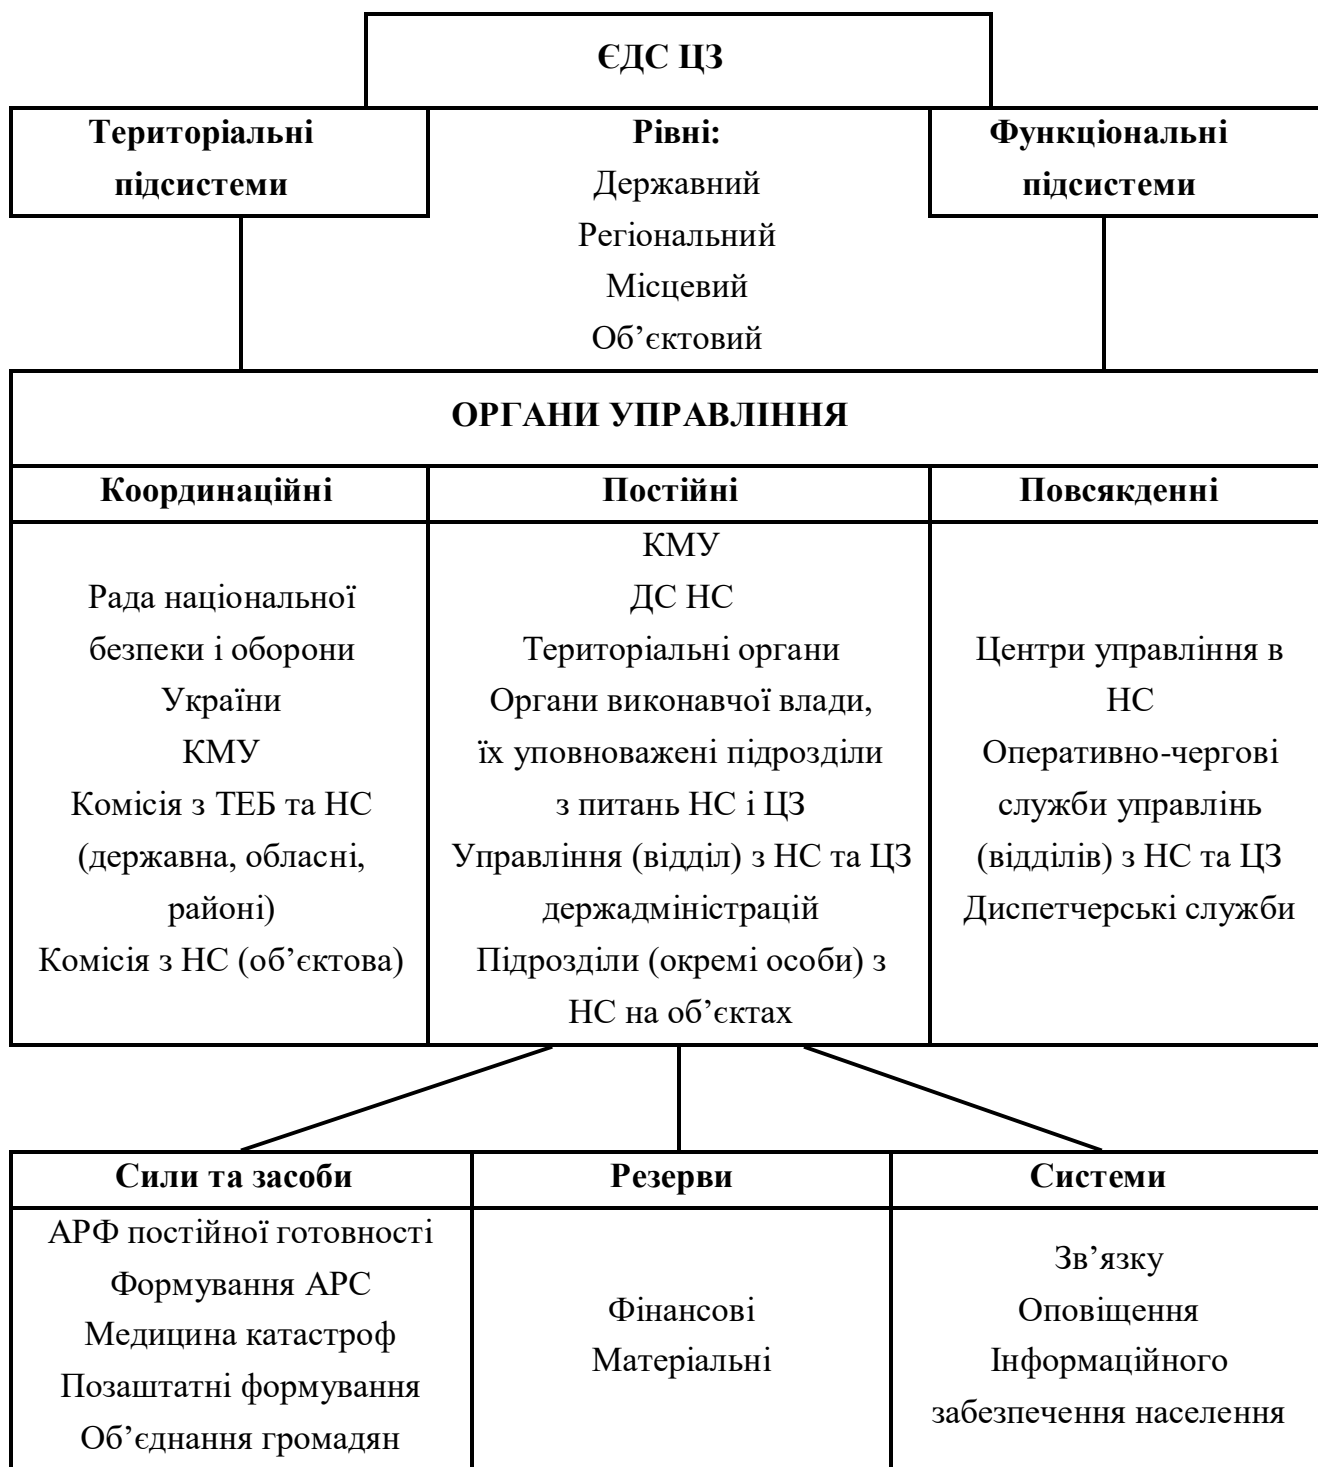 ЄДС ЦЗ
Територіальні
підсистеми
Рівні:
Державний
Регіональний
Місцевий
Об’єктовий
Функціональні
підсистеми
ОРГАНИ УПРАВЛІННЯ
Координаційні
Постійні
Повсякденні
Рада національної
безпеки і оборони
України
КМУ
Комісія з ТЕБ та НС
(державна, обласні,
районі)
Комісія з НС (об’єктова)
КМУ
ДС НС
Територіальні органи
Органи виконавчої влади,
їх уповноважені підрозділи
з питань НС і ЦЗ
Управління (відділ) з НС та ЦЗ
держадміністрацій
Підрозділи (окремі особи) з
НС на об’єктах
Центри управління в
НС
Оперативно-чергові
служби управлінь
(відділів) з НС та ЦЗ
Диспетчерські служби
Сили та засоби
Резерви
Системи
АРФ постійної готовності
Формування АРС
Медицина катастроф
Позаштатні формування
Об’єднання громадян
Фінансові
Матеріальні
Зв’язку
Оповіщення
Інформаційного
забезпечення населення